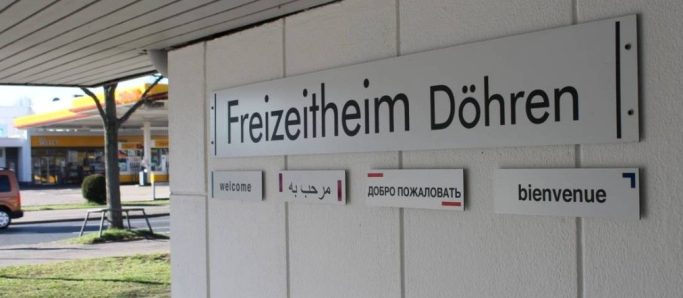 Freizeitheim Döhren
welcome
مرحب به
ДОБРО ПОЖАЛОВАТЬ
bienvenue